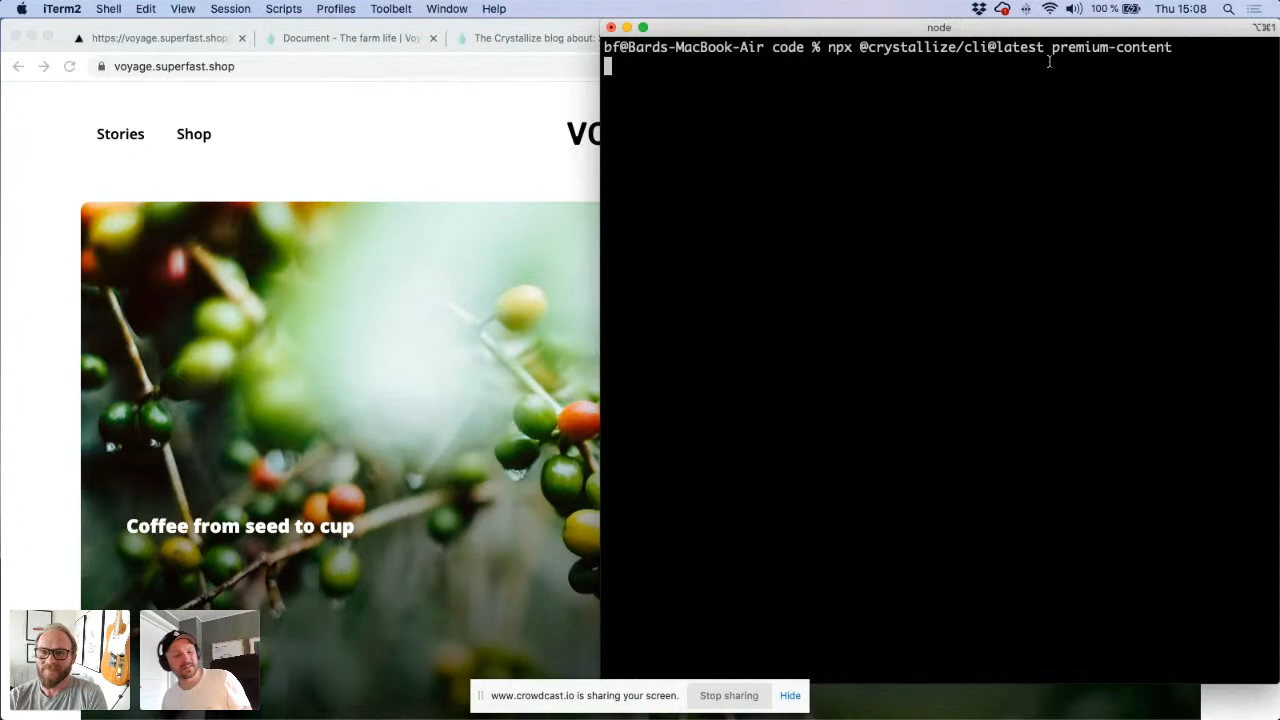 iTerm2 Shell Edit View Session Scripts Profiles Toolbelt Window Help 100 % Thu 15:08
node ⌥⌘1
https://voyage.superfast.shop Document - The farm life | Voy The Crystallize blog about:
bf@Bards-MacBook-Air code % npx @crystallize/cli@latest premium-content
voyage.superfast.shop
Stories Shop
VO
Coffee from seed to cup
www.crowdcast.io is sharing your screen. Stop sharing Hide